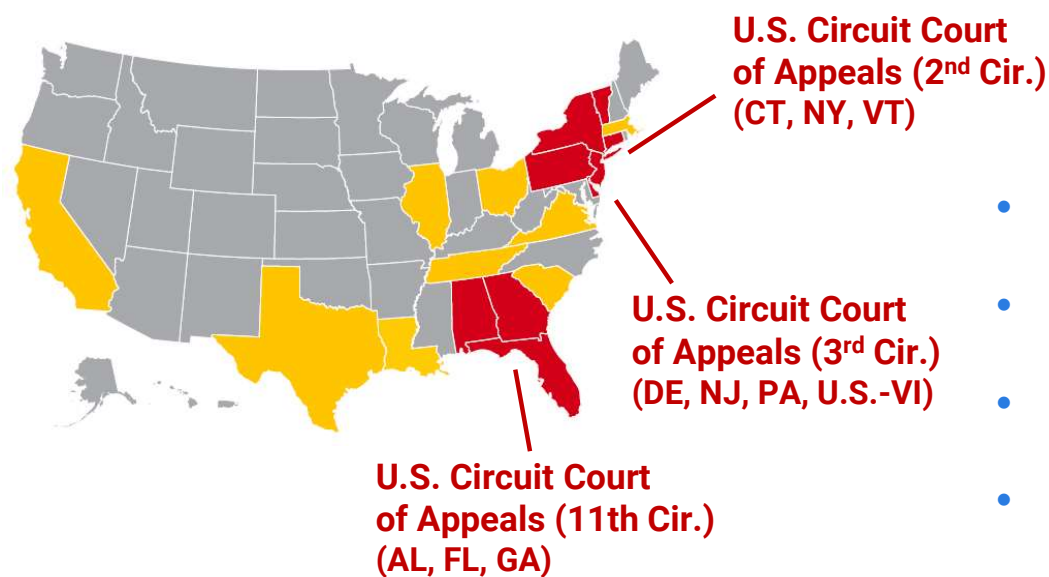 U.S. Circuit Court
of Appeals (2nd Cir.)
(CT, NY, VT)
U.S. Circuit Court
of Appeals (3rd Cir.)
(DE, NJ, PA, U.S.-VI)
U.S. Circuit Court
of Appeals (11th Cir.)
(AL, FL, GA)